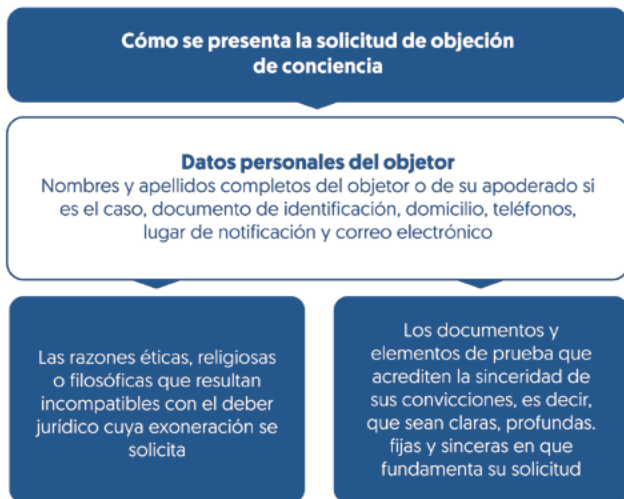 Cómo se presenta la solicitud de objeción
de conciencia
Datos personales del objetor
Nombres y apellidos completos del objetor o de su apoderado si
es el caso, documento de identificación, domicilio, teléfonos,
lugar de notificación y correo electrónico
Las razones éticas, religiosas
o filosóficas que resultan
incompatibles con el deber
jurídico cuya exoneración se
solicita
Los documentos y
elementos de prueba que
acrediten la sinceridad de
sus convicciones, es decir,
que sean claras, profundas.
fijas y sinceras en que
fundamenta su solicitud